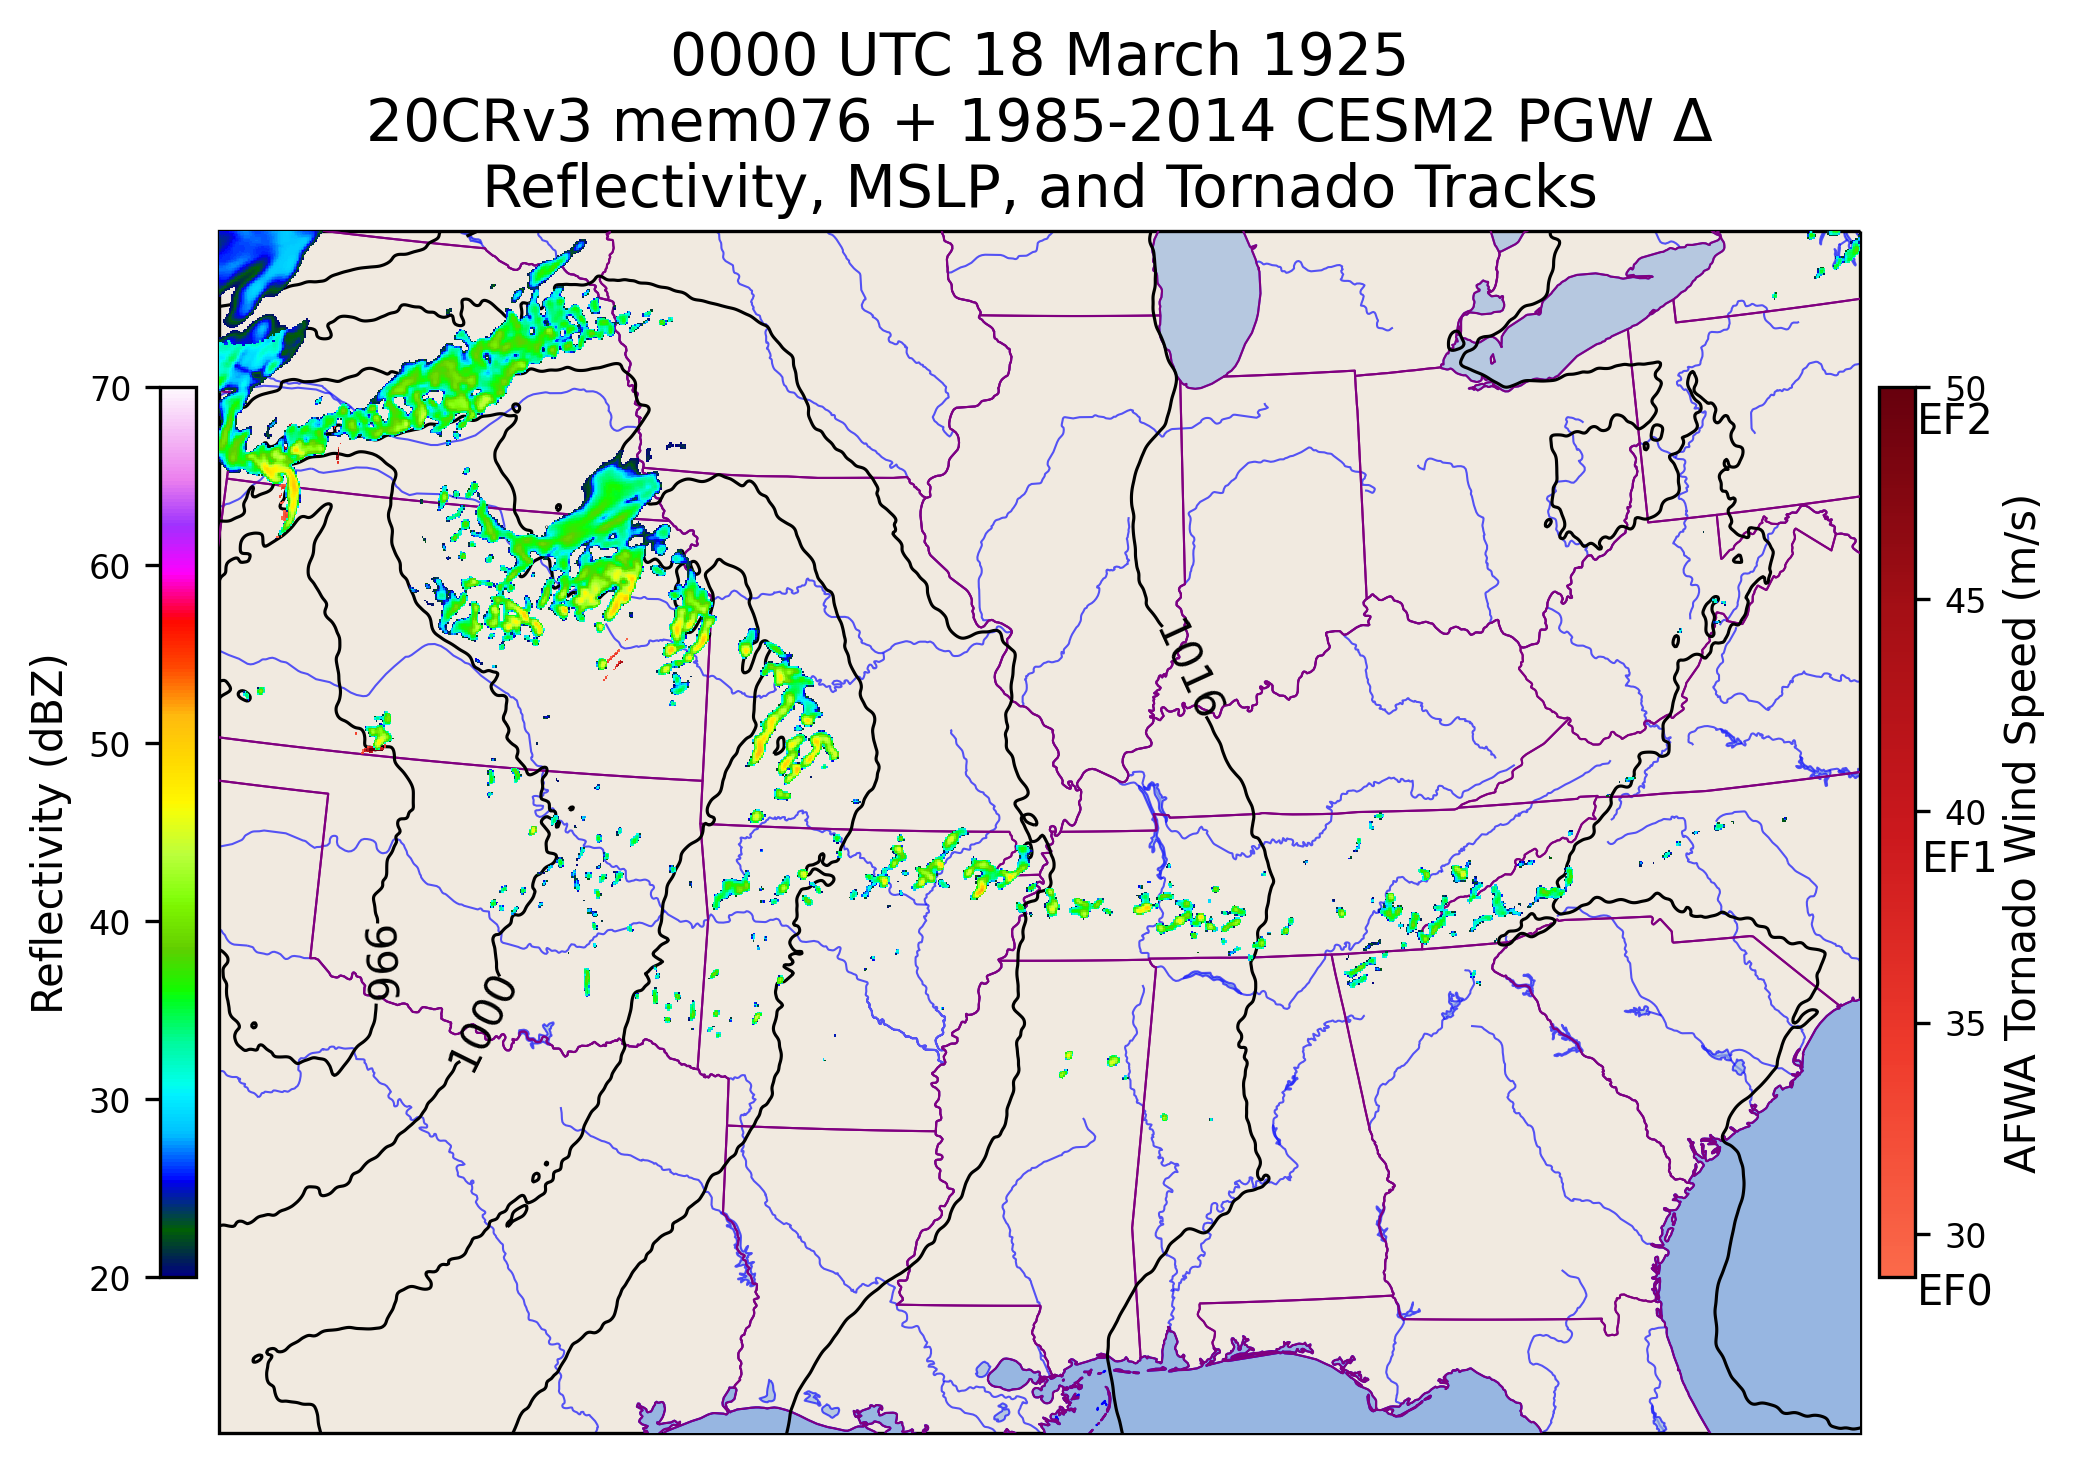 0000 UTC 18 March 1925
20CRv3 mem076 + 1985-2014 CESM2 PGW Δ
Reflectivity, MSLP, and Tornado Tracks
70
60
50
40
30
20
Reflectivity (dBZ)
1016
996
1000
50
EF2
45
40
EF1
35
30
EF0
AFWA Tornado Wind Speed (m/s)